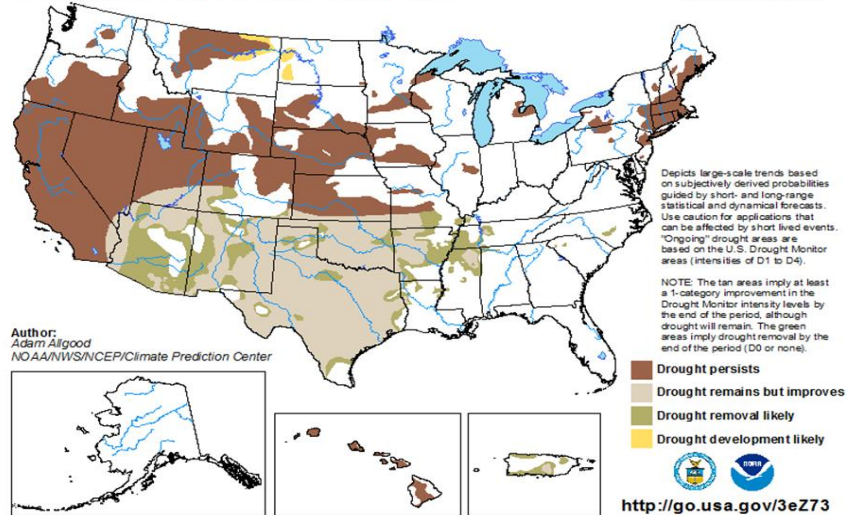 Depicts large-scale trends based
on subjectively derived probabilities
guided by short- and long-range
statistical and dynamical forecasts.
Use caution for applications that
can be affected by short lived events.
"Ongoing" drought areas are
based on the U.S. Drought Monitor
areas (intensities of D1 to D4).
NOTE: The tan areas imply at least
a 1-category improvement in the
Drought Monitor intensity levels by
the end of the period, although
drought will remain. The green
areas imply drought removal by the
end of the period (D0 or none).
Author:
Adam Allgood
NOAA/NWS/NCEP/Climate Prediction Center
Drought persists
Drought remains but improves
Drought removal likely
Drought development likely
http://go.usa.gov/3eZ73